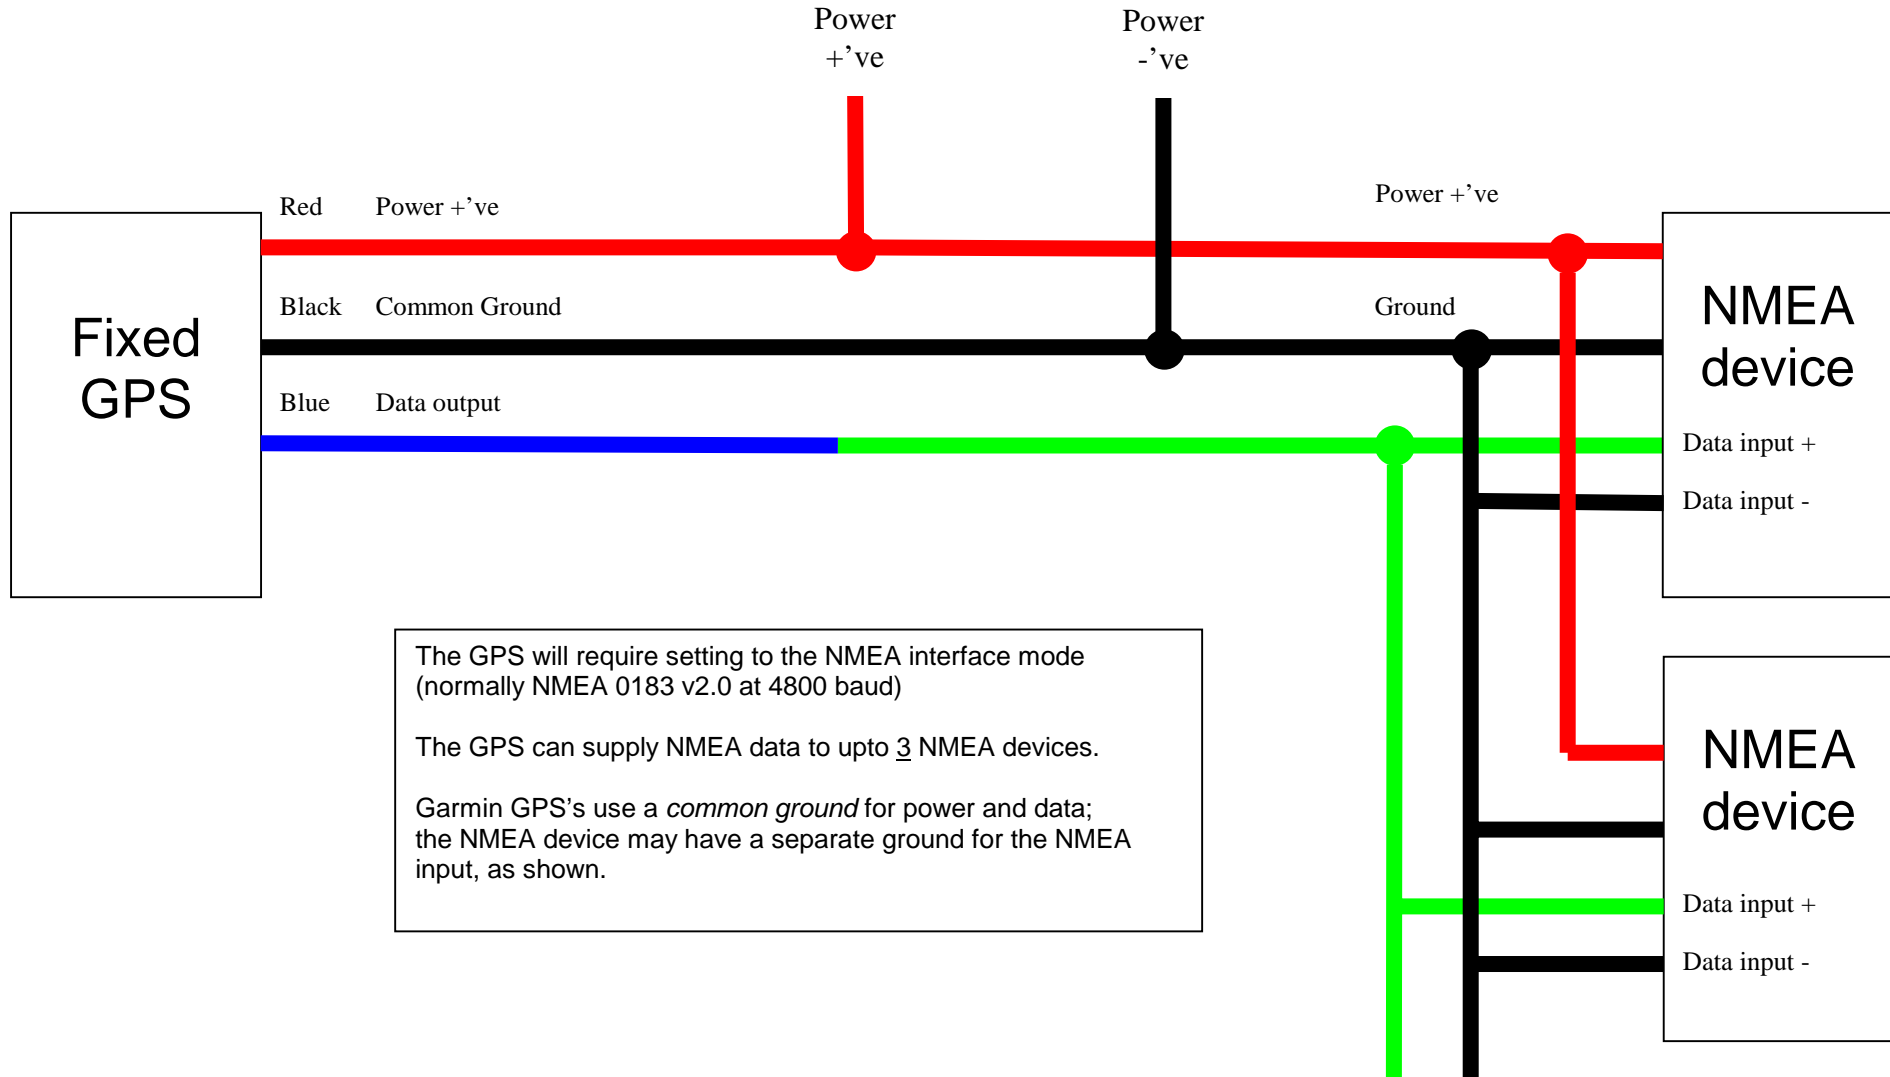 Power
+’ve
Power
-’ve
Red Power +’ve
Power +’ve
Black Common Ground
Ground
Blue Data output
Fixed
GPS
NMEA
device
Data input +
Data input -
The GPS will require setting to the NMEA interface mode
(normally NMEA 0183 v2.0 at 4800 baud)
The GPS can supply NMEA data to upto 3 NMEA devices.
Garmin GPS’s use a common ground for power and data;
the NMEA device may have a separate ground for the NMEA
input, as shown.
NMEA
device
Data input +
Data input -